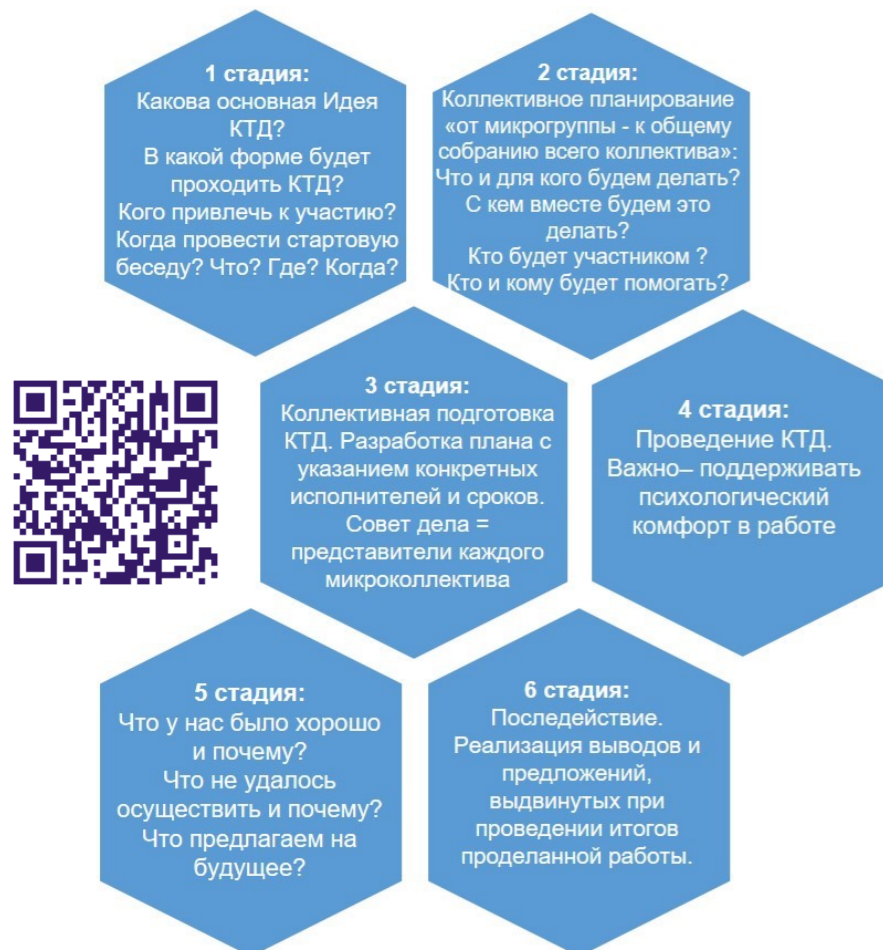 1 стадия:
Какова основная Идея
КТД?
В какой форме будет
проходить КТД?
Кого привлечь к участию?
Когда провести стартовую
беседу? Что? Где? Когда?
2 стадия:
Коллективное планирование
«от микрогруппы - к общему
собранию всего коллектива»:
Что и для кого будем делать?
С кем вместе будем это
делать?
Кто будет участником ?
Кто и кому будет помогать?
3 стадия:
Коллективная подготовка
КТД. Разработка плана с
указанием конкретных
исполнителей и сроков.
Совет дела =
представители каждого
микроколлектива
4 стадия:
Проведение КТД.
Важно– поддерживать
психологический
комфорт в работе
5 стадия:
Что у нас было хорошо
и почему?
Что не удалось
осуществить и почему?
Что предлагаем на
будущее?
6 стадия:
Последействие.
Реализация выводов и
предложений,
выдвинутых при
проведении итогов
проделанной работы.